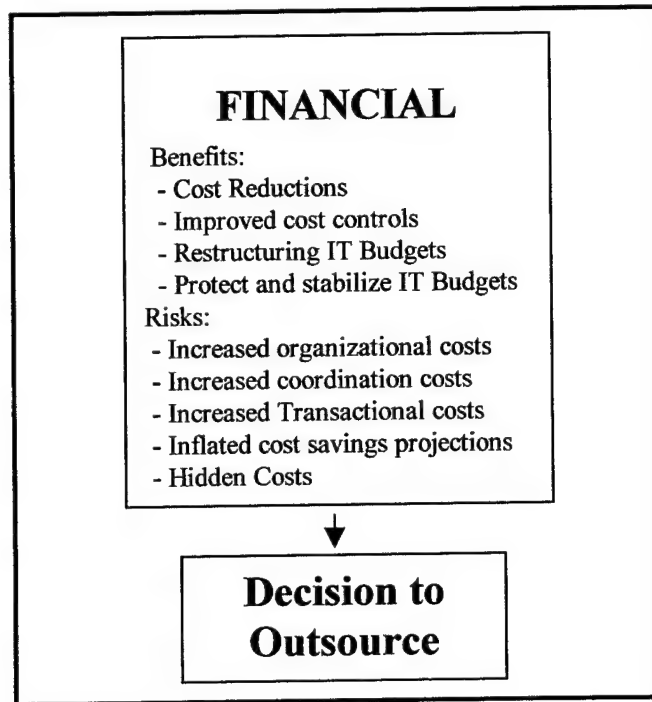 FINANCIAL
Benefits:
- Cost Reductions
- Improved cost controls
- Restructuring IT Budgets
- Protect and stabilize IT Budgets
Risks:
- Increased organizational costs
- Increased coordination costs
- Increased Transactional costs
- Inflated cost savings projections
- Hidden Costs
Decision to
Outsource